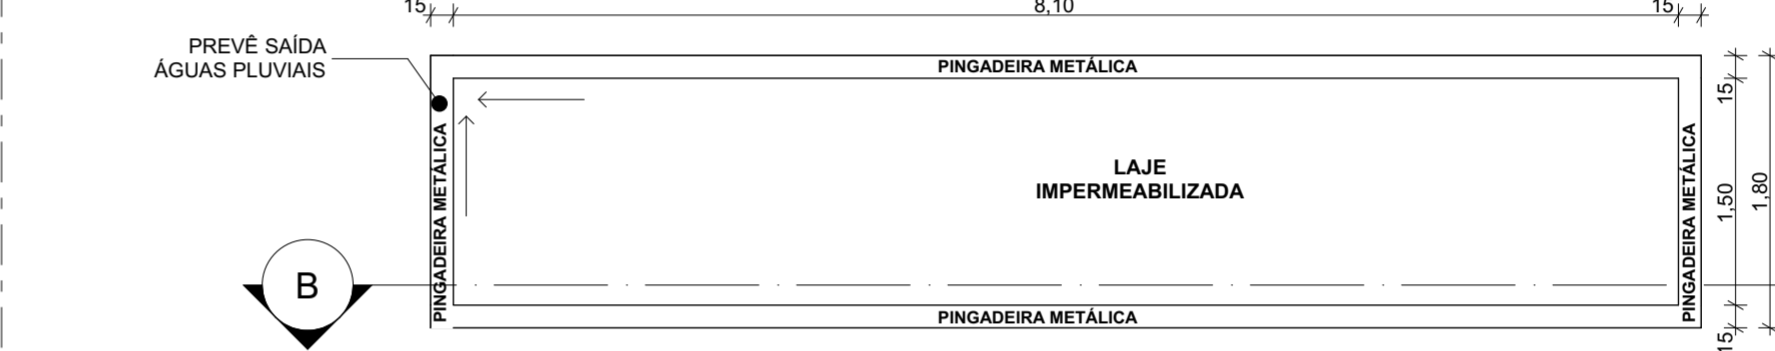 15
8,10
15
PREVÊ SAÍDA
ÁGUAS PLUVIAIS
PINGADEIRA METÁLICA
15
PINGADEIRA METÁLICA
LAJE
IMPERMEABILIZADA
PINGADEIRA METÁLICA
1,50
1,80
B
PINGADEIRA METÁLICA
15